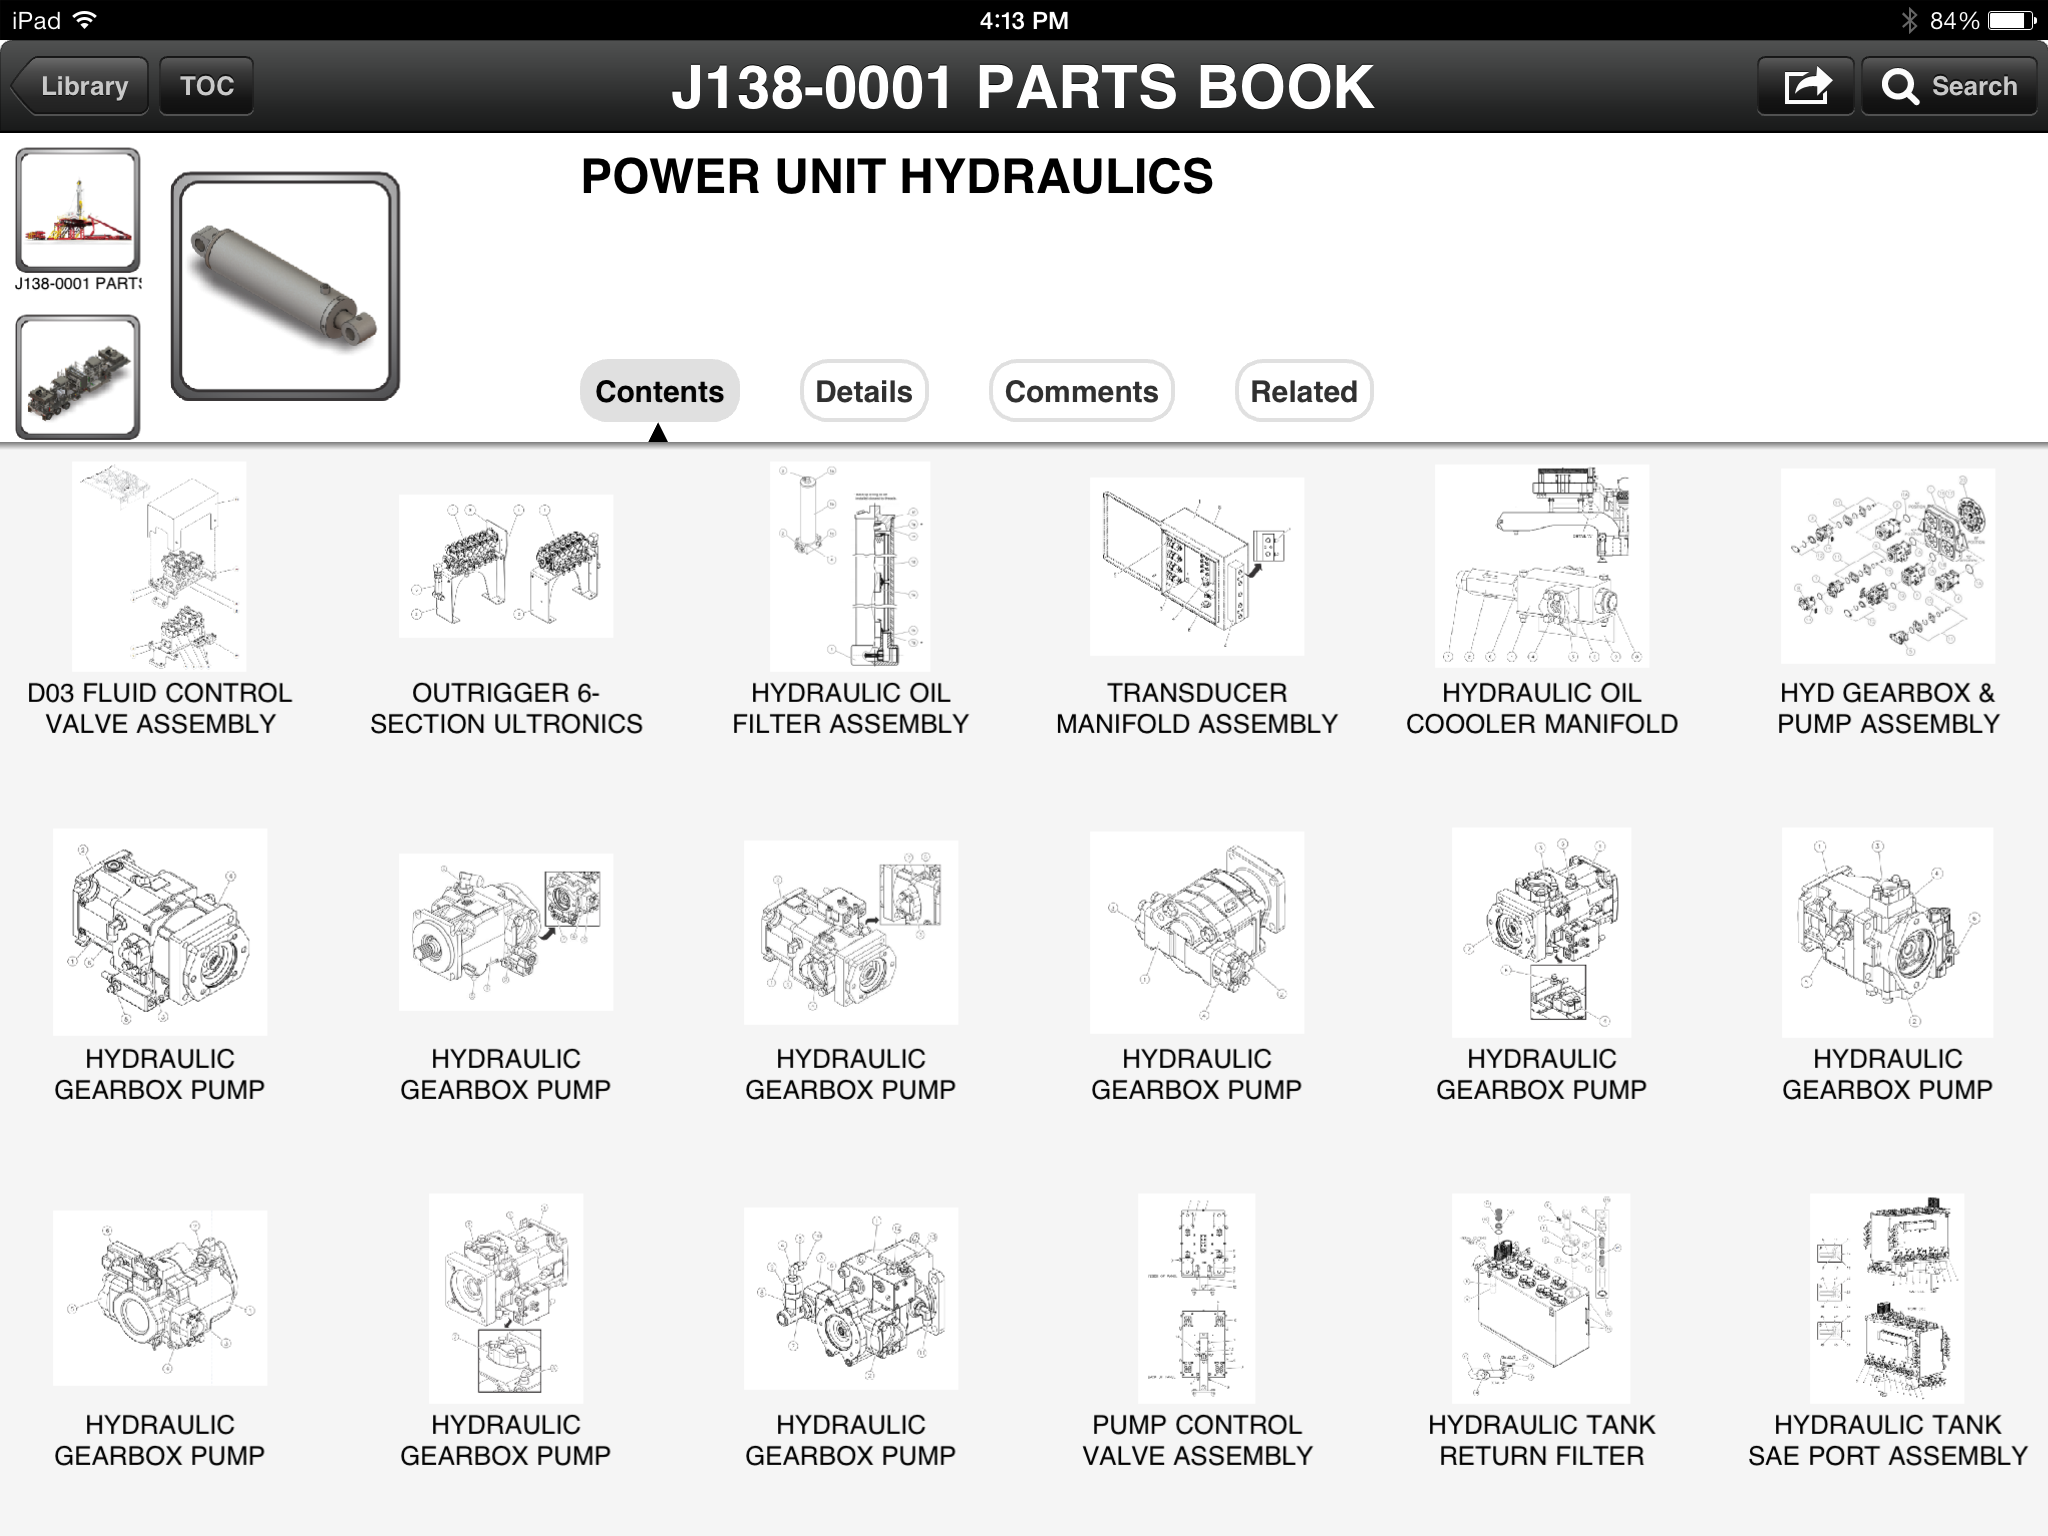 iPad 4:13 PM 84%
Library TOC J138-0001 PARTS BOOK Search
J138-0001 PARTS
POWER UNIT HYDRAULICS
Contents Details Comments Related
D03 FLUID CONTROL
VALVE ASSEMBLY
OUTRIGGER 6-
SECTION ULTRONICS
HYDRAULIC OIL
FILTER ASSEMBLY
TRANSDUCER
MANIFOLD ASSEMBLY
HYDRAULIC OIL
COOOLER MANIFOLD
HYD GEARBOX &
PUMP ASSEMBLY
HYDRAULIC
GEARBOX PUMP
HYDRAULIC
GEARBOX PUMP
HYDRAULIC
GEARBOX PUMP
HYDRAULIC
GEARBOX PUMP
HYDRAULIC
GEARBOX PUMP
HYDRAULIC
GEARBOX PUMP
HYDRAULIC
GEARBOX PUMP
HYDRAULIC
GEARBOX PUMP
HYDRAULIC
GEARBOX PUMP
PUMP CONTROL
VALVE ASSEMBLY
HYDRAULIC TANK
RETURN FILTER
HYDRAULIC TANK
SAE PORT ASSEMBLY